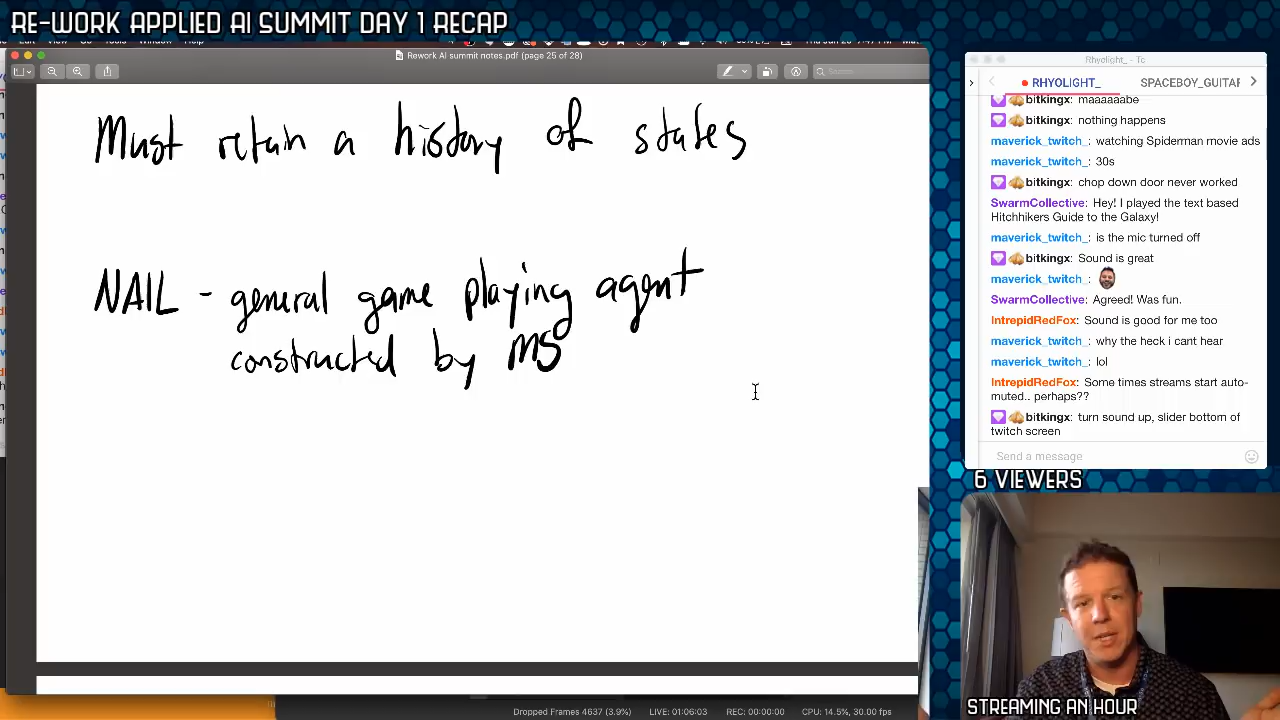 RE-WORK APPLIED AI SUMMIT DAY 1 RECAP
Rework AI summit notes.pdf (page 25 of 28)
Search
Must retain a history of states
NAIL - general game playing agent
constructed by MS
Rhyolight_ - Tc
RHYOLIGHT_ SPACEBOY_GUITAR
bitkingx: maaaaaabe
bitkingx: nothing happens
maverick_twitch_: watching Spiderman movie ads
maverick_twitch_: 30s
bitkingx: chop down door never worked
SwarmCollective: Hey! I played the text based
Hitchhikers Guide to the Galaxy!
maverick_twitch_: is the mic turned off
bitkingx: Sound is great
maverick_twitch_:
SwarmCollective: Agreed! Was fun.
IntrepidRedFox: Sound is good for me too
maverick_twitch_: why the heck i cant hear
maverick_twitch_: lol
IntrepidRedFox: Some times streams start auto-
muted.. perhaps??
bitkingx: turn sound up, slider bottom of
twitch screen
Send a message
6 VIEWERS
STREAMING AN HOUR
Dropped Frames 4637 (3.9%) LIVE: 01:06:03 REC: 00:00:00 CPU: 14.5%, 30.00 fps